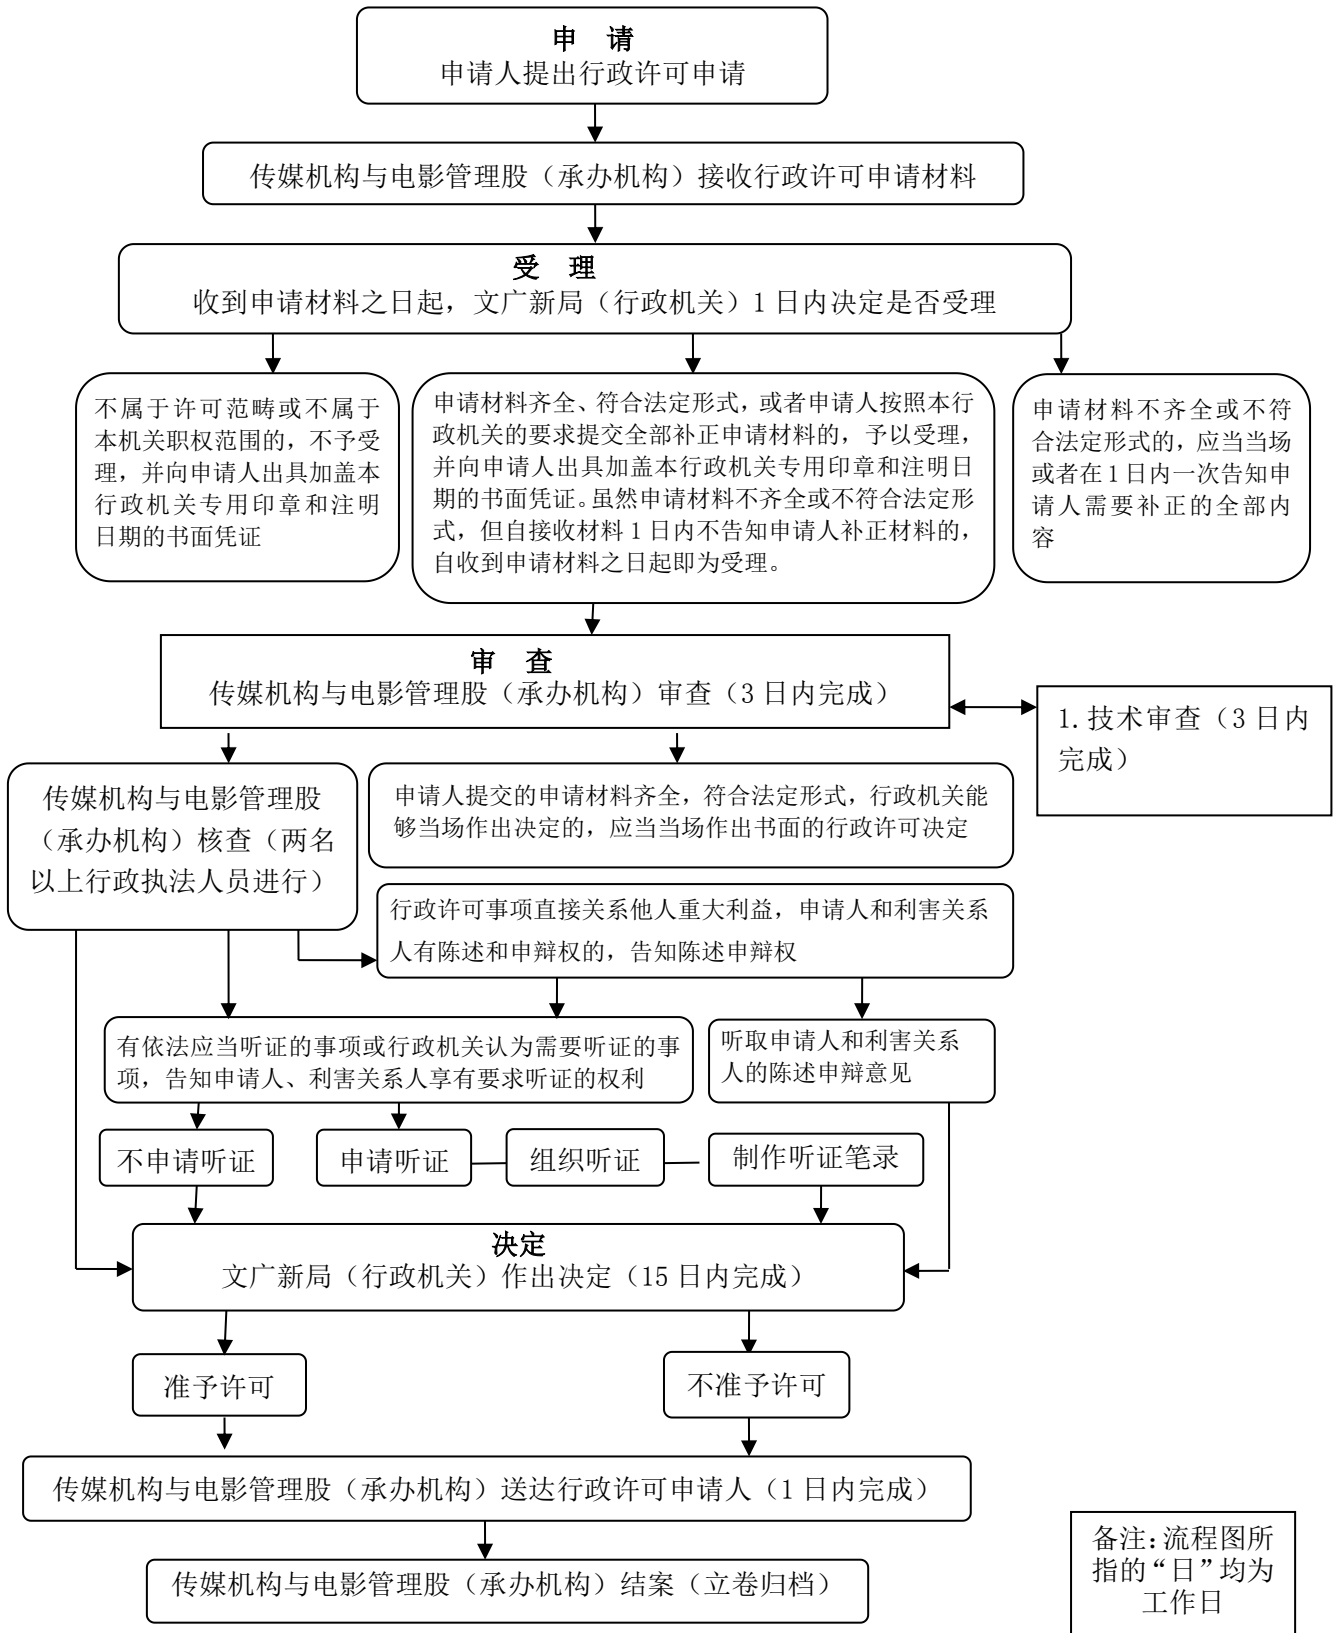 申　请
申请人提出行政许可申请
传媒机构与电影管理股（承办机构）接收行政许可申请材料
受　理
收到申请材料之日起，文广新局（行政机关）1 日内决定是否受理
不属于许可范畴或不属于
本机关职权范围的，不予受
理，并向申请人出具加盖本
行政机关专用印章和注明
日期的书面凭证
申请材料齐全、符合法定形式，或者申请人按照本行
政机关的要求提交全部补正申请材料的，予以受理，
并向申请人出具加盖本行政机关专用印章和注明日
期的书面凭证。虽然申请材料不齐全或不符合法定形
式，但自接收材料 1 日内不告知申请人补正材料的，
自收到申请材料之日起即为受理。
申请材料不齐全或不符
合法定形式的，应当当场
或者在 1 日内一次告知申
请人需要补正的全部内
容
审　查
传媒机构与电影管理股（承办机构）审查（3 日内完成）
1.技术审查（3 日内
完成）
传媒机构与电影管理股
（承办机构）核查（两名
以上行政执法人员进行）
申请人提交的申请材料齐全，符合法定形式，行政机关能
够当场作出决定的，应当当场作出书面的行政许可决定
行政许可事项直接关系他人重大利益，申请人和利害关系
人有陈述和申辩权的，告知陈述申辩权
有依法应当听证的事项或行政机关认为需要听证的事
项，告知申请人、利害关系人享有要求听证的权利
听取申请人和利害关系
人的陈述申辩意见
不申请听证
申请听证
组织听证
制作听证笔录
决定
文广新局（行政机关）作出决定（15 日内完成）
准予许可
不准予许可
传媒机构与电影管理股（承办机构）送达行政许可申请人（1 日内完成）
传媒机构与电影管理股（承办机构）结案（立卷归档）
备注：流程图所
指的“日”均为
工作日